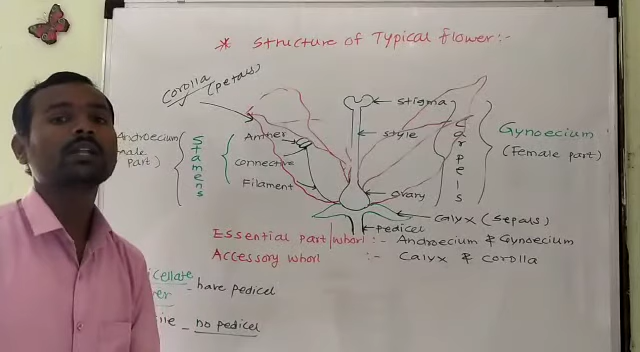 * Structure of Typical flower:-
Corolla (petals)
Androecium
male part)
Stamens
Anther
connective
Filament
stigma
style
ovary
Carpels
Gynoecium
(Female part)
Calyx (sepals)
pedicel
Essential part/whorl :- Androecium & Gynoecium
Accessory whorl :- Calyx & corolla
- have pedicel
- no pedicel